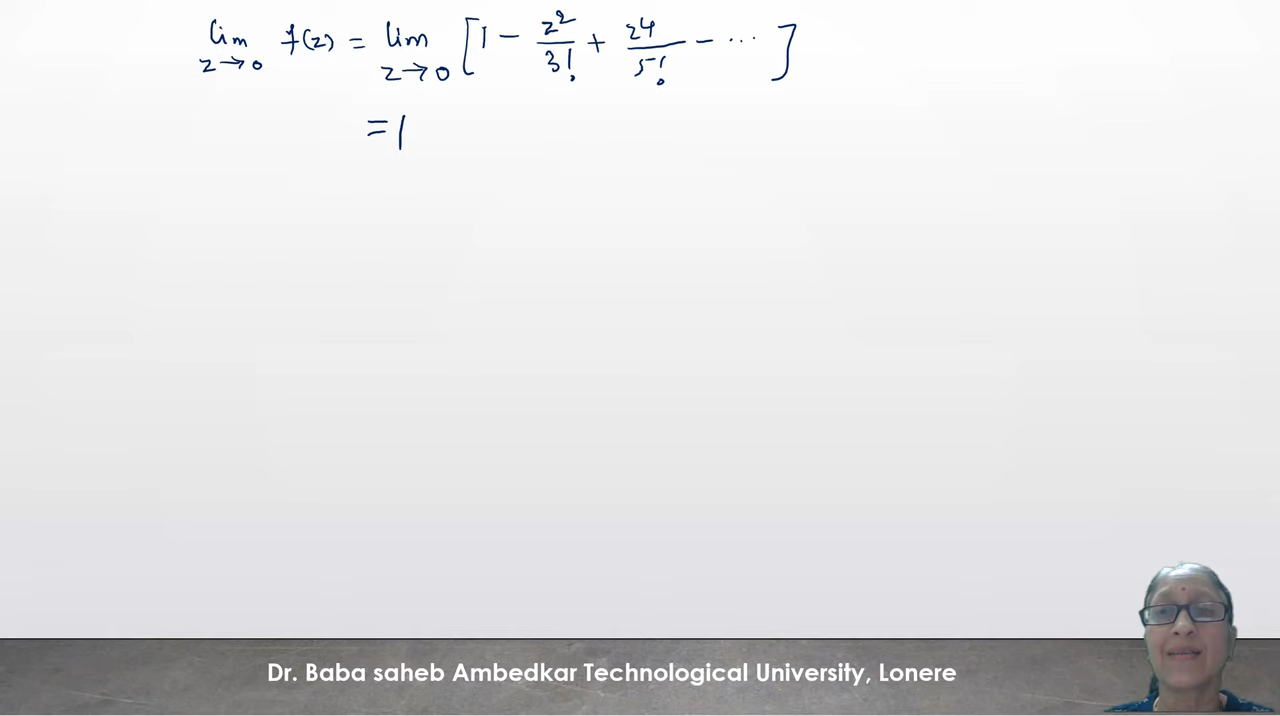 lim z→0 f(z) = lim z→0 [1 - z²/3! + z⁴/5! - ...]
= 1
Dr. Baba saheb Ambedkar Technological University, Lonere